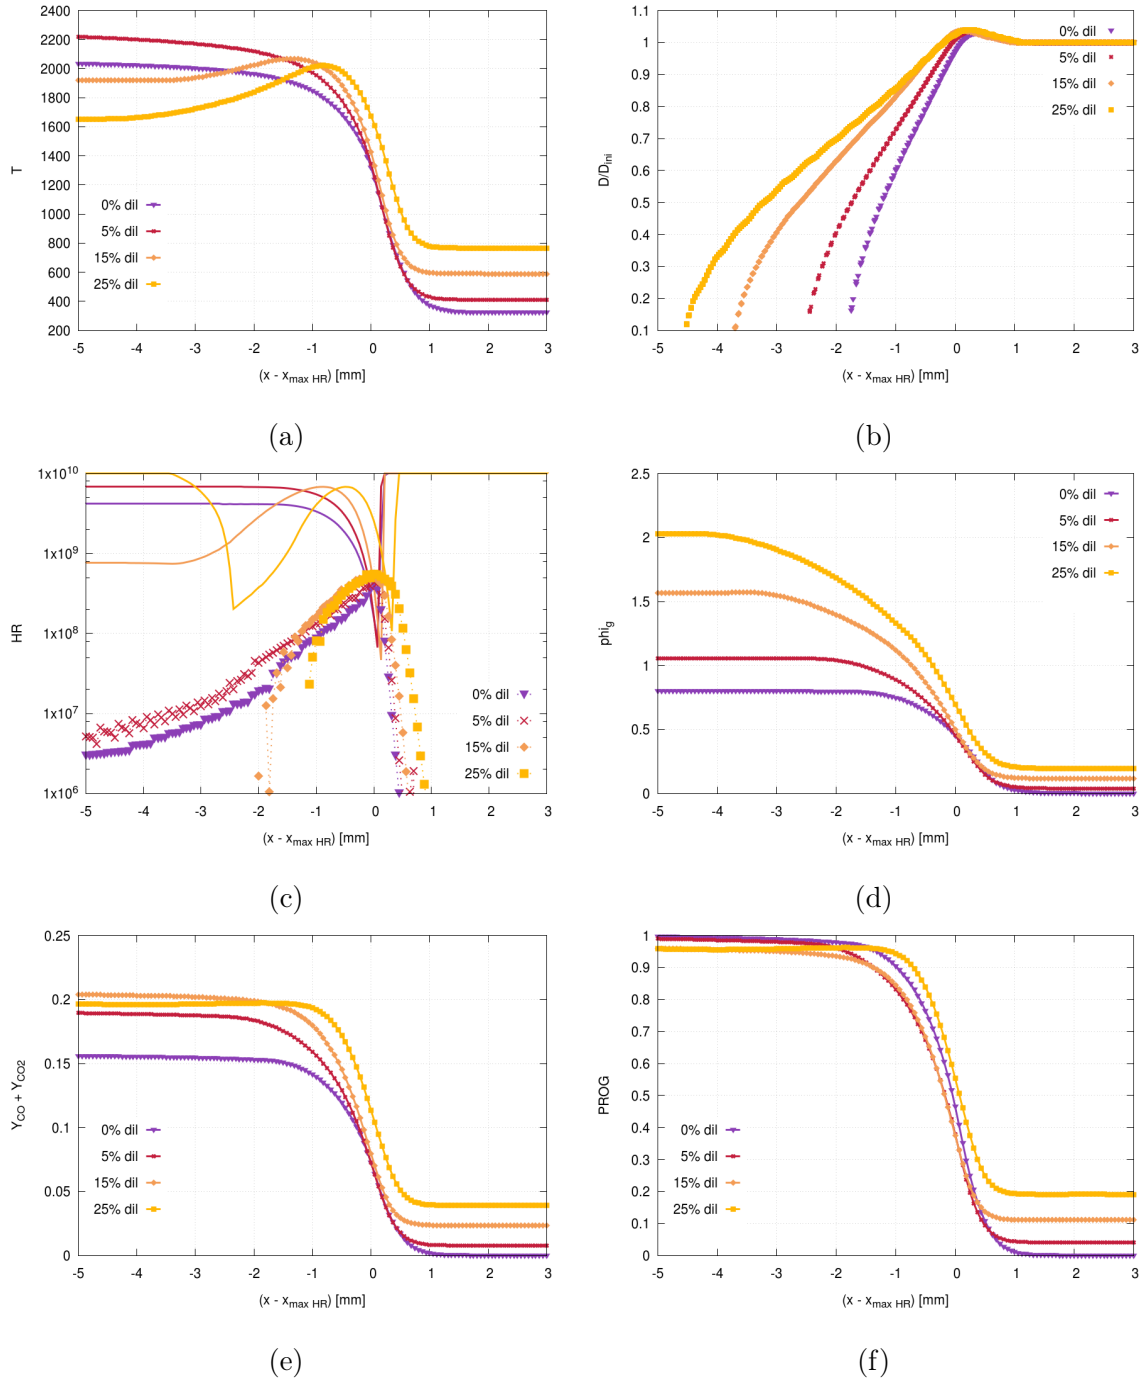 2400
2200
2000
1800
1600
1400
1200
1000
800
600
400
200
T
0% dil
5% dil
15% dil
25% dil
-5 -4 -3 -2 -1 0 1 2 3
(x - xmax HR) [mm]
(a)
1.1
1
0.9
0.8
0.7
0.6
0.5
0.4
0.3
0.2
0.1
D/Dini
0% dil
5% dil
15% dil
25% dil
-5 -4 -3 -2 -1 0 1 2 3
(x - xmax HR) [mm]
(b)
1x10^10
1x10^9
1x10^8
1x10^7
1x10^6
HR
0% dil
5% dil
15% dil
25% dil
-5 -4 -3 -2 -1 0 1 2 3
(x - xmax HR) [mm]
(c)
2.5
2
1.5
1
0.5
0
phig
0% dil
5% dil
15% dil
25% dil
-5 -4 -3 -2 -1 0 1 2 3
(x - xmax HR) [mm]
(d)
0.25
0.2
0.15
0.1
0.05
0
YCO + YCO2
0% dil
5% dil
15% dil
25% dil
-5 -4 -3 -2 -1 0 1 2 3
(x - xmax HR) [mm]
(e)
1
0.9
0.8
0.7
0.6
0.5
0.4
0.3
0.2
0.1
0
PROG
0% dil
5% dil
15% dil
25% dil
-5 -4 -3 -2 -1 0 1 2 3
(x - xmax HR) [mm]
(f)